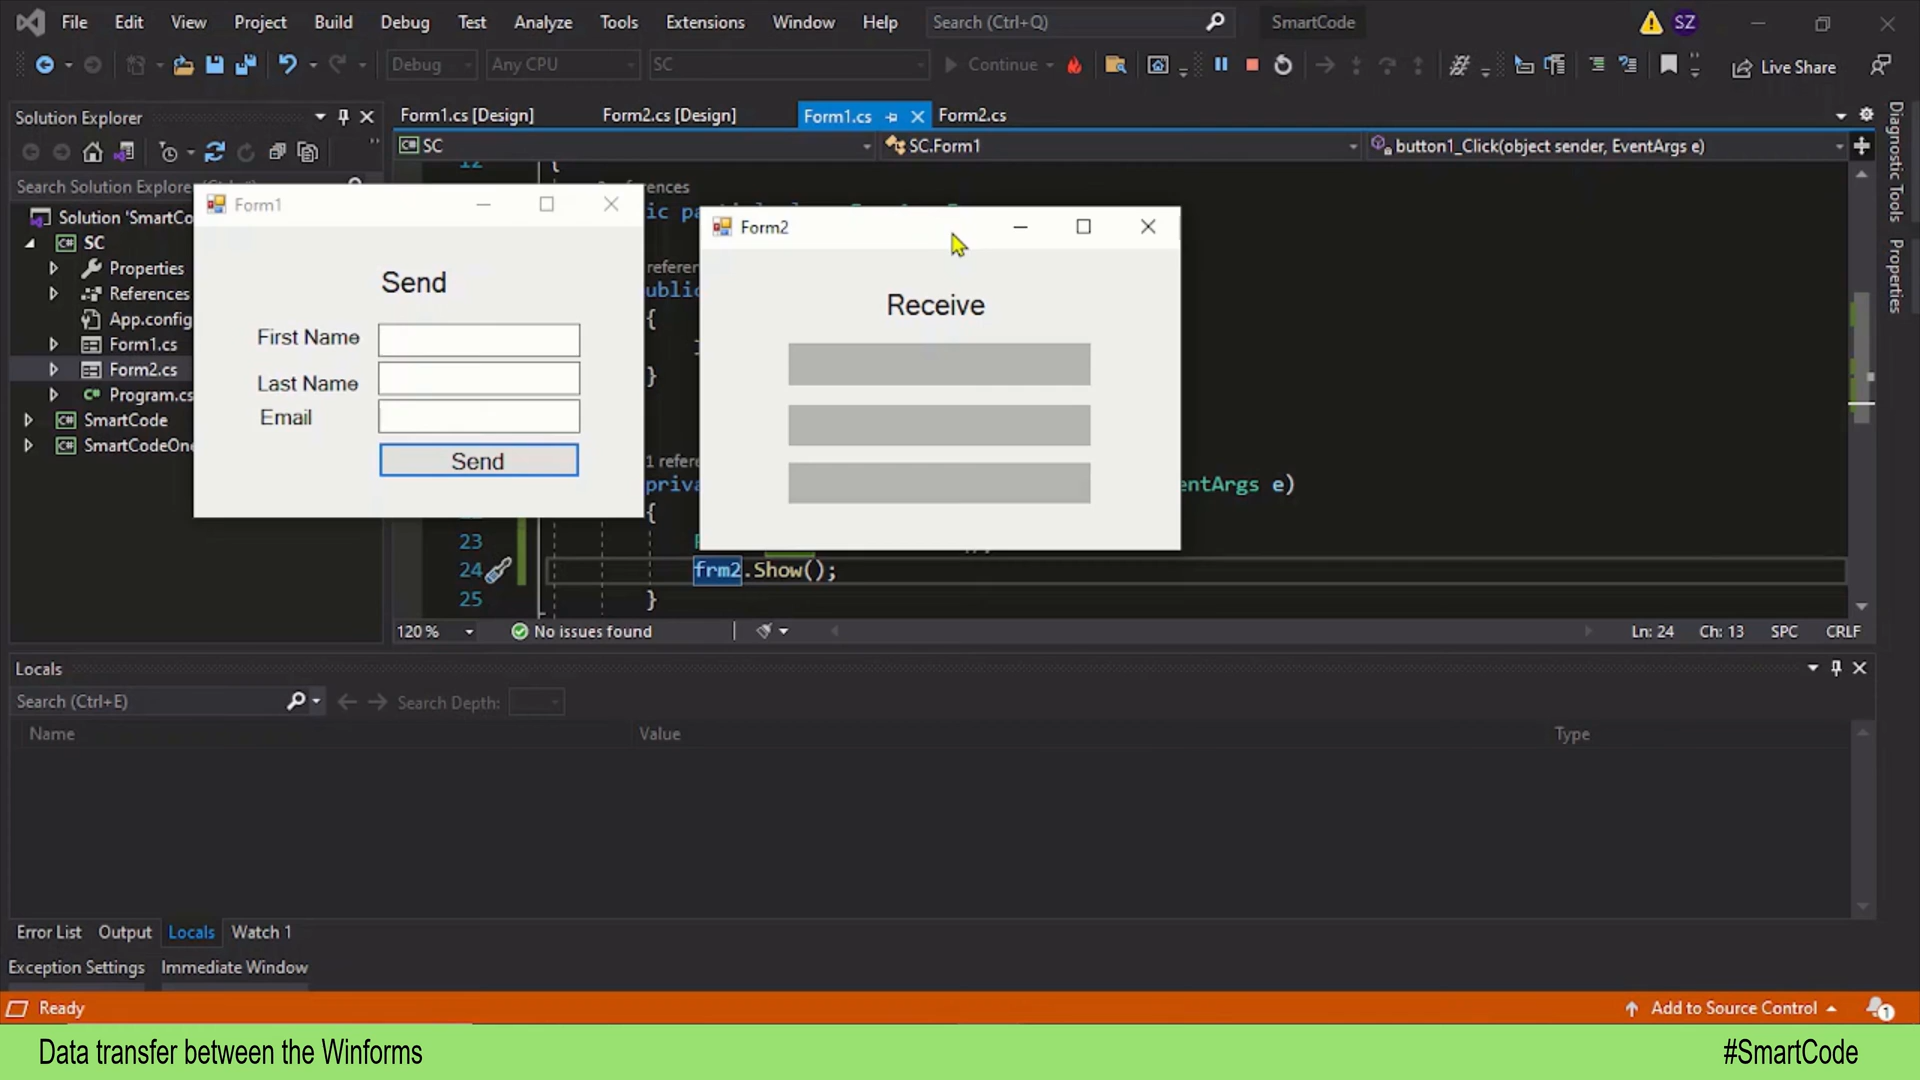 File Edit View Project Build Debug Test Analyze Tools Extensions Window Help Search (Ctrl+Q) SmartCode SZ
Debug Any CPU SC Continue Live Share
Solution Explorer
Form1.cs [Design] Form2.cs [Design] Form1.cs Form2.cs
SC SC.Form1 button1_Click(object sender, EventArgs e)
Search Solution Explorer
Solution 'SmartCo
SC
Properties
References
App.config
Form1.cs
Form2.cs
Program.cs
SmartCode
SmartCodeOne
Form1
Send
First Name
Last Name
Email
Send
Form2
Receive
12 {
ic
ublic
{
}
1 refere
priva entArgs e)
{
23
24 frm2.Show();
25 }
120 % No issues found Ln: 24 Ch: 13 SPC CRLF
Locals
Search (Ctrl+E) Search Depth:
Name Value Type
Error List Output Locals Watch 1
Exception Settings Immediate Window
Ready Add to Source Control 1
Diagnostic Tools
Properties
Data transfer between the Winforms #SmartCode